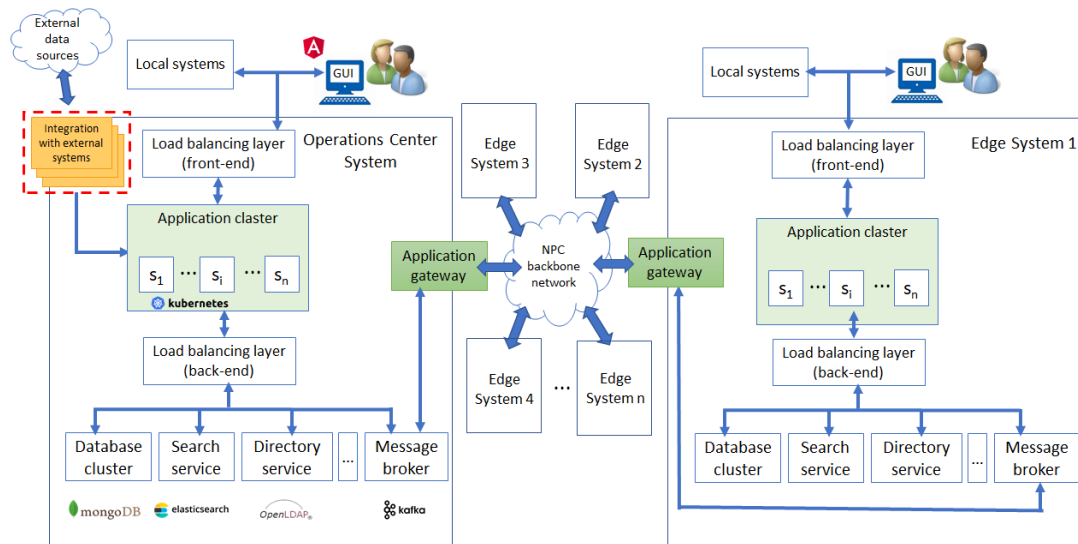 External
data
sources
Local systems
GUI
Integration
with external
systems
Load balancing layer
(front-end)
Operations Center
System
Application claster
s1
...
si
...
sn
kubernetes
Load balancing layer
(back-end)
Database
cluster
Search
service
Directory
service
...
Message
broker
mongoDB
elasticsearch
OpenLDAP®
kafka
Application
gateway
Edge
System 3
Edge
System 2
NPC
backbone
network
Edge
System 4
...
Edge
System n
Application
gateway
Local systems
GUI
Edge System 1
Load balancing layer
(front-end)
Application claster
s1
...
si
...
sn
Load balancing layer
(back-end)
Database
cluster
Search
service
Directory
service
...
Message
broker